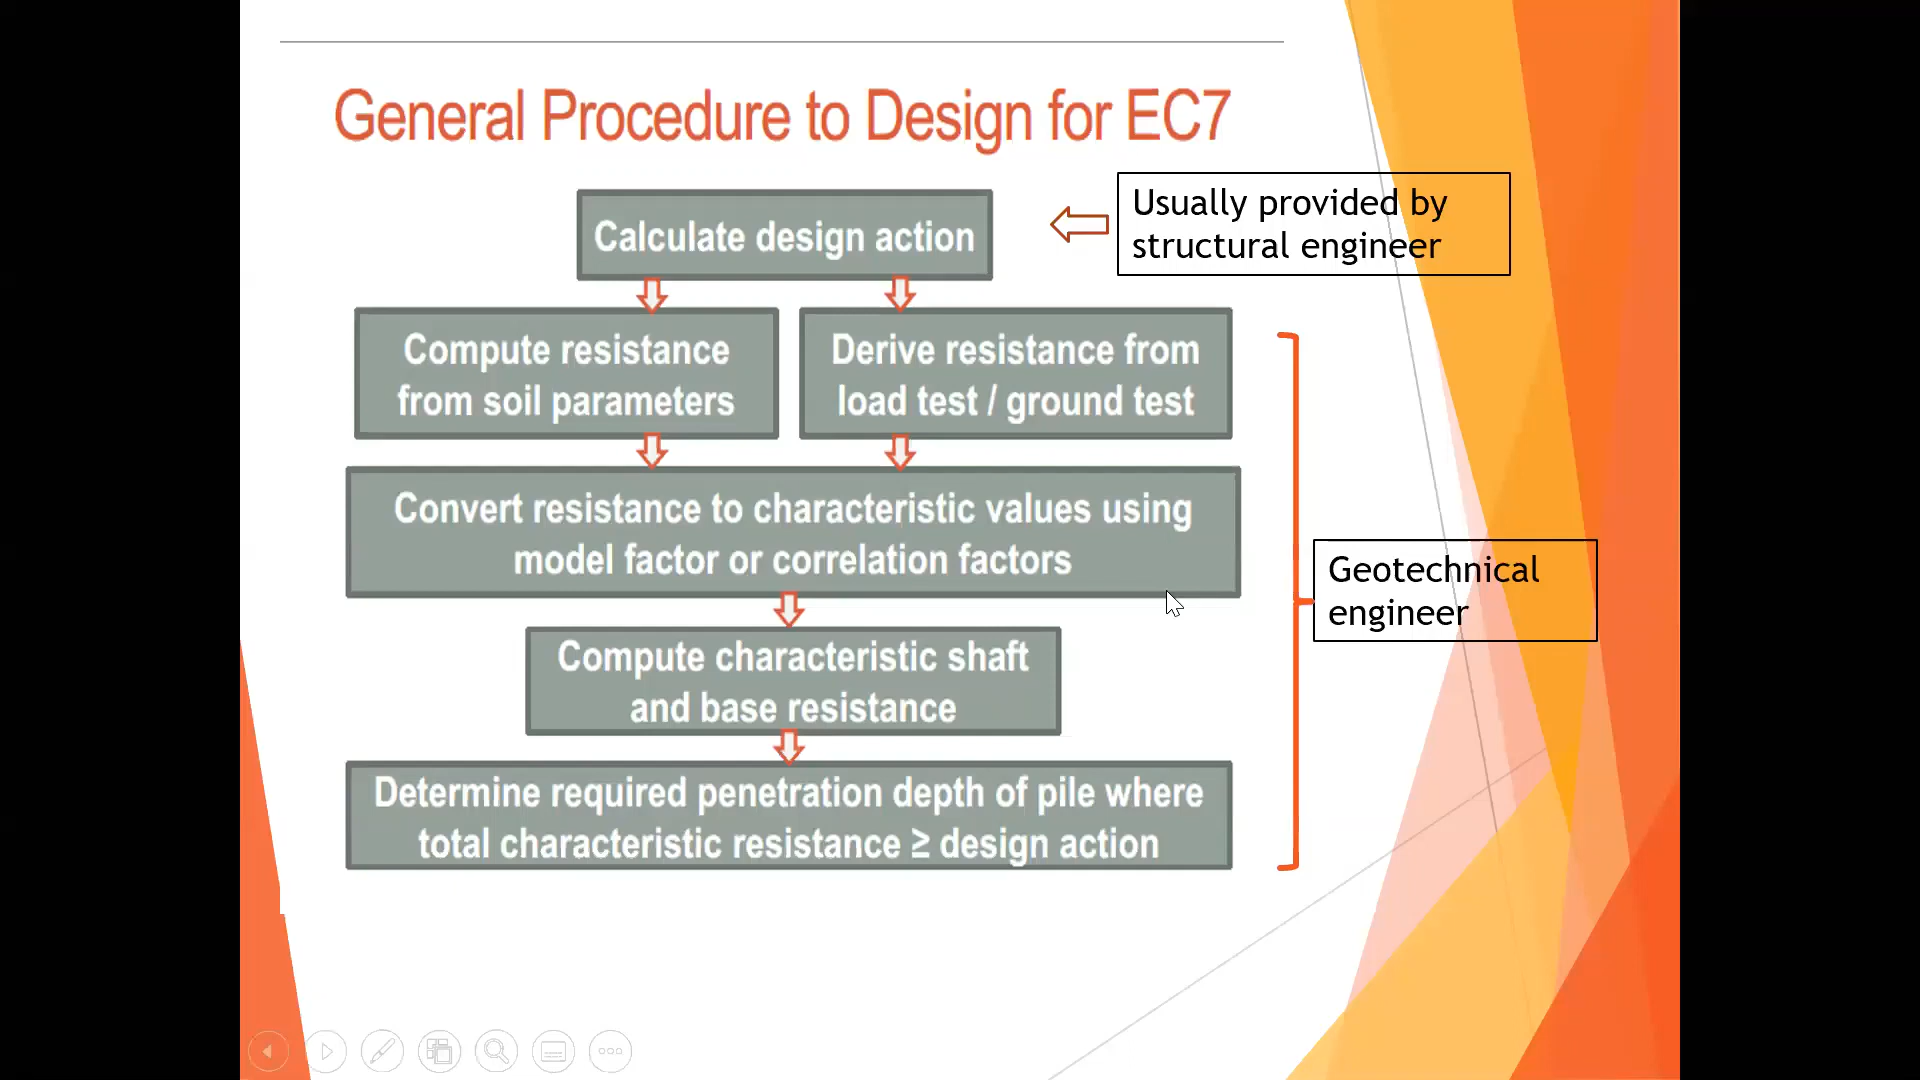 General Procedure to Design for EC7
Calculate design action
Usually provided by
structural engineer
Compute resistance
from soil parameters
Derive resistance from
load test / ground test
Convert resistance to characteristic values using
model factor or correlation factors
Geotechnical
engineer
Compute characteristic shaft
and base resistance
Determine required penetration depth of pile where
total characteristic resistance ≥ design action